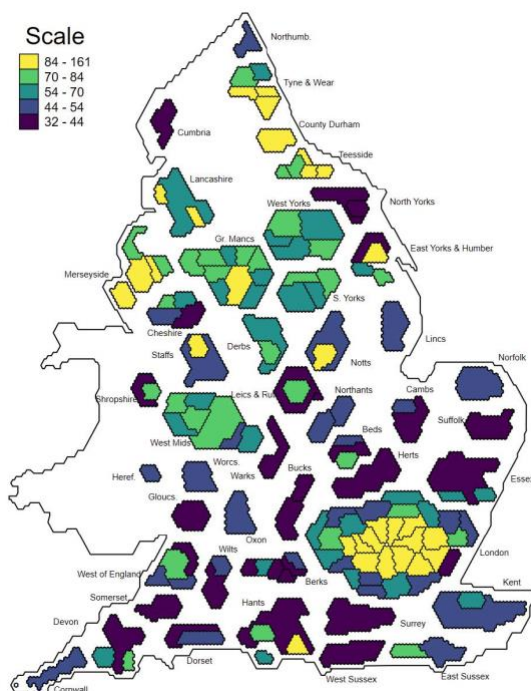 Scale
84 - 161
70 - 84
54 - 70
44 - 54
32 - 44
Northumb.
Tyne & Wear
County Durham
Cumbria
Teesside
Lancashire
North Yorks
West Yorks
Gr. Mancs
East Yorks & Humber
Merseyside
S. Yorks
Cheshire
Lincs
Staffs
Derbs
Notts
Norfolk
Shropshire
Leics & Rut
Northants
Cambs
Suffolk
West Mids
Beds
Worcs.
Warks
Bucks
Herts
Heref.
Essex
Gloucs.
Oxon
London
Wilts
West of England
Berks
Kent
Somerset
Hants
Devon
Surrey
Dorset
West Sussex
East Sussex
Cornwall